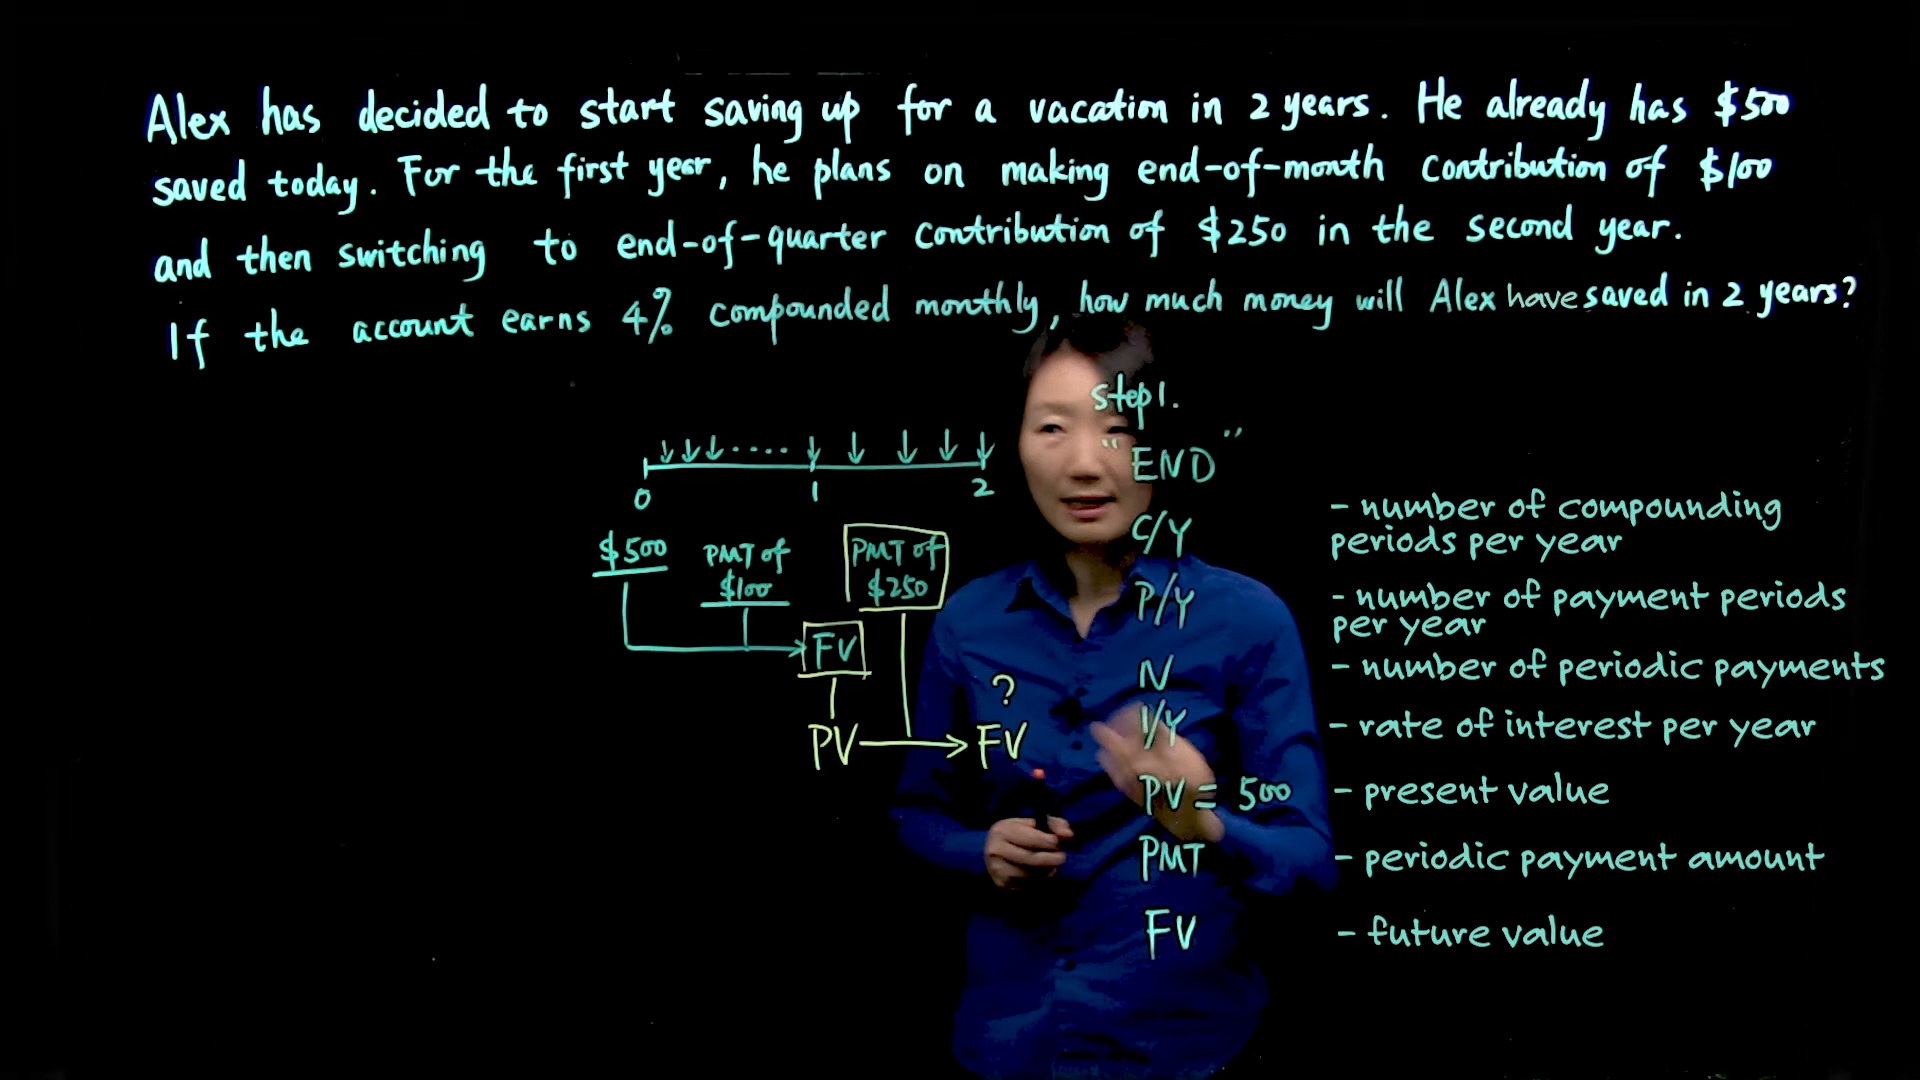 Alex has decided to start saving up for a vacation in 2 years. He already has $500
saved today. For the first year, he plans on making end-of-month contribution of $100
and then switching to end-of-quarter contribution of $250 in the second year.
If the account earns 4% compounded monthly, how much money will Alex have saved in 2 years?
step1.
"END"
0 1 2
C/Y - number of compounding
periods per year
$500 PMT of
$100 PMT of
$250
P/Y - number of payment periods
per year
FV
N - number of periodic payments
?
I/Y - rate of interest per year
PV FV
PV = 500 - present value
PMT - periodic payment amount
FV - future value